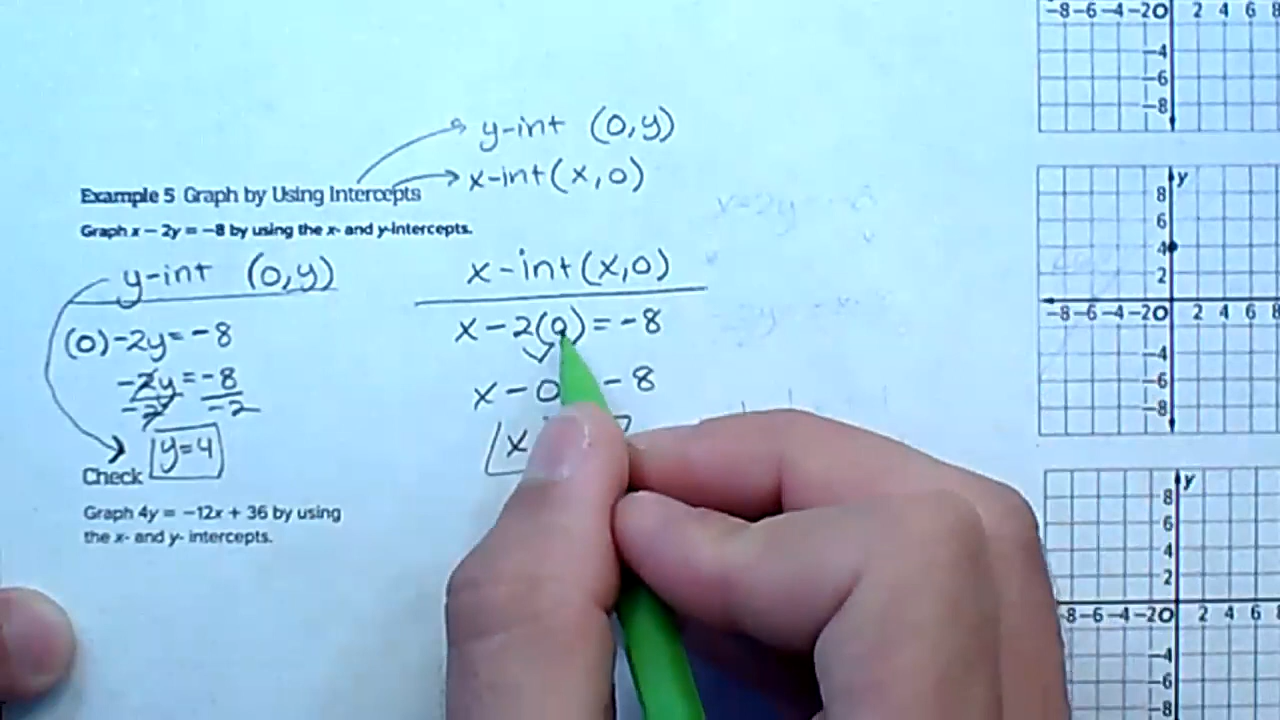 y-int (0,y)
x-int (x,0)
Example 5 Graph by Using Intercepts
Graph x − 2y = −8 by using the x- and y-intercepts.
y-int (0,y)
(0)-2y=-8
-2y=-8
-2 -2
y=4
x-int (x,0)
x-2(0)=-8
x-0 -8
x
Check
Graph 4y = −12x + 36 by using
the x- and y- intercepts.
-8 -6 -4 -2 O 2 4 6 8
-4
-6
-8
y
8
6
4
2
-8 -6 -4 -2 O 2 4 6 8
-4
-6
-8
y
8
6
4
2
-8 -6 -4 -2 O 2 4 6 8
-4
-6
-8